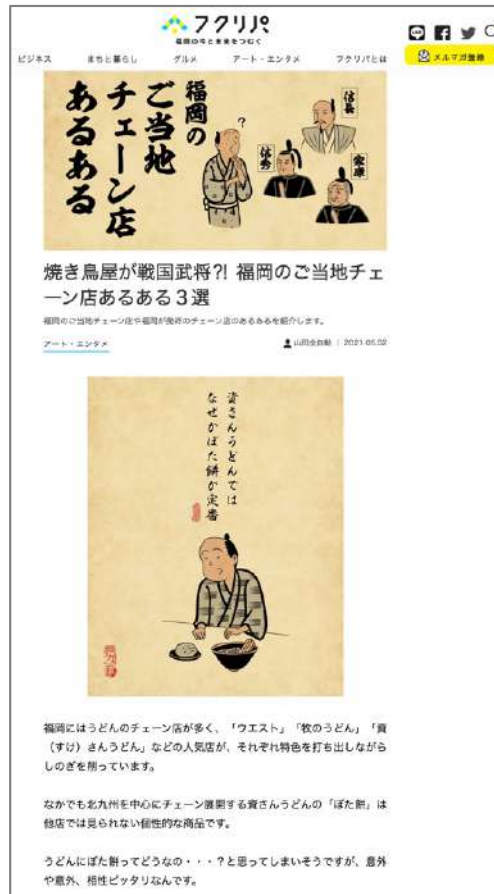 フクリパ
福岡の今と未来をつむぐ
ビジネス
まちと暮らし
グルメ
アート・エンタメ
フクリパとは
メルマガ登録
福岡の
ご当地
チェーン店
あるある
?
信長
信秀
家康
焼き鳥屋が戦国武将?! 福岡のご当地チェ
ーン店あるある３選
福岡のご当地チェーン店や福岡が発祥のチェーン店のあるあるを紹介します。
アート・エンタメ
山田全自動 | 2021.05.02
資さんうどんでは
なぜかぼた餅が定番
福岡にはうどんのチェーン店が多く、「ウエスト」「牧のうどん」「資
（すけ）さんうどん」などの人気店が、それぞれ特色を打ち出しながら
しのぎを削っています。
なかでも北九州を中心にチェーン展開する資さんうどんの「ぼた餅」は
他店では見られない個性的な商品です。
うどんにぼた餅ってどうなの・・・？と思ってしまいそうですが、意外
や意外、相性ピッタリなんです。